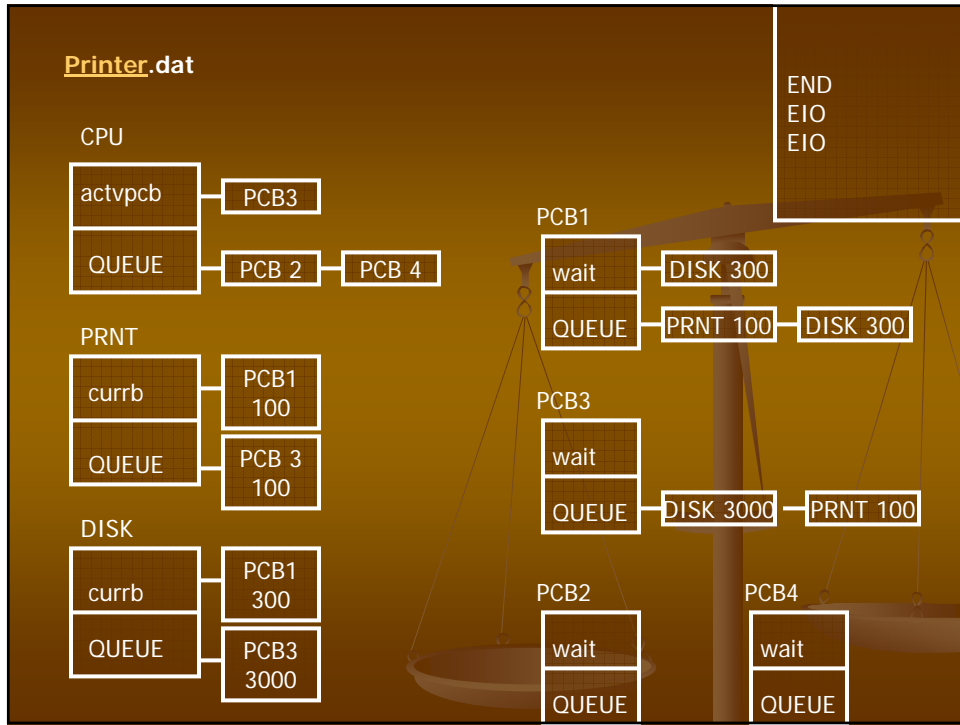 Printer.dat
END
EIO
EIO
CPU
actvpcb
PCB3
QUEUE
PCB 2
PCB 4
PRNT
currb
PCB1
100
QUEUE
PCB 3
100
DISK
currb
PCB1
300
QUEUE
PCB3
3000
PCB1
wait
DISK 300
QUEUE
PRNT 100
DISK 300
PCB3
wait
QUEUE
DISK 3000
PRNT 100
PCB2
wait
QUEUE
PCB4
wait
QUEUE